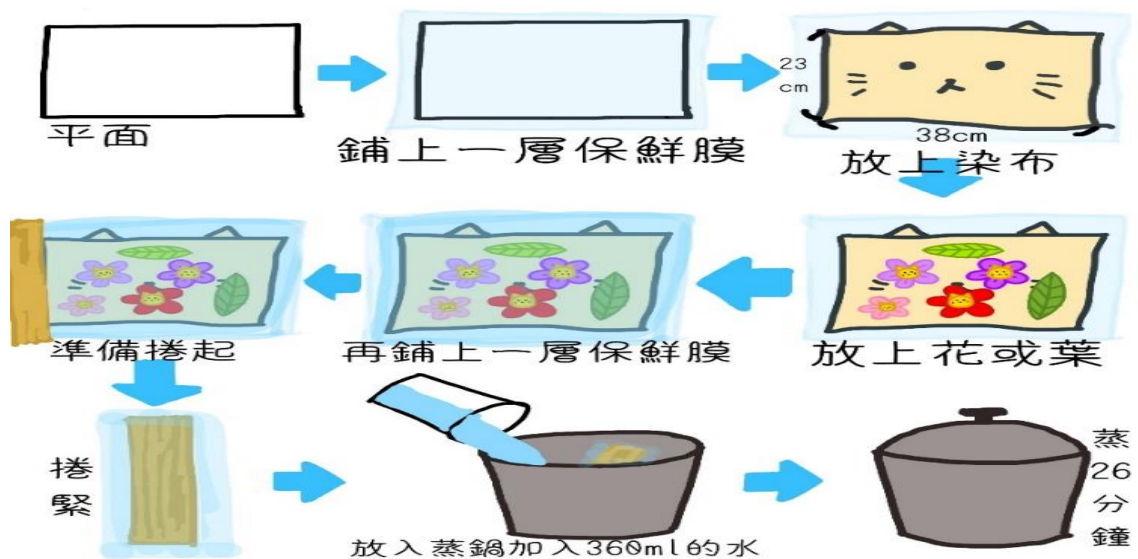 平面
鋪上一層保鮮膜
23
cm
38cm
放上染布
放上花或葉
再鋪上一層保鮮膜
準備捲起
捲
緊
放入蒸鍋加入360ml的水
蒸
26
分
鐘